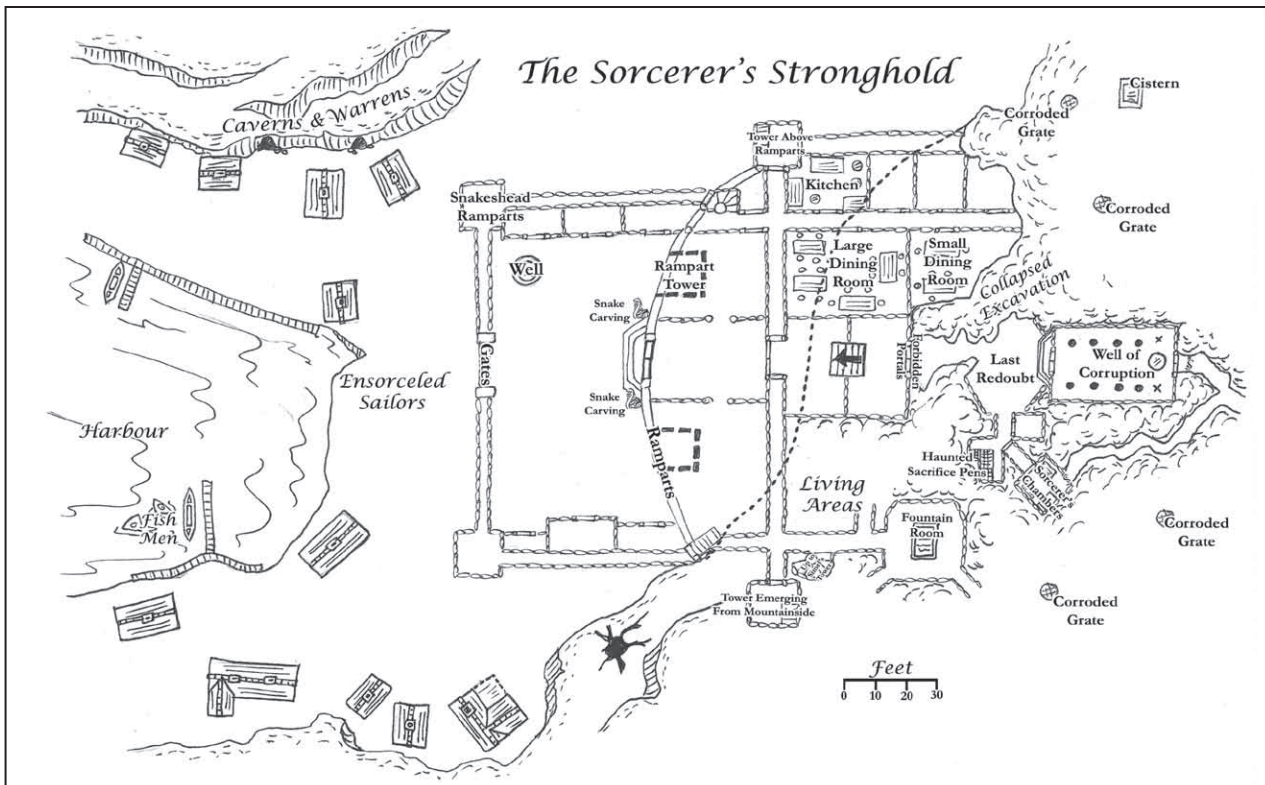 The Sorcerer's Stronghold
Caverns & Warrens
Cistern
Corroded
Grate
Tower Above
Ramparts
Kitchen
Snakeshead
Ramparts
Corroded
Grate
Well
Rampart
Tower
Large
Dining
Room
Small
Dining
Room
Collapsed
Excavation
Snake
Carving
Gates
Forbidden
Portals
Last
Redoubt
Well of
Corruption
Ensorceled
Sailors
Snake
Carving
Harbour
Ramparts
Haunted
Sacrifice Pens
Sorcerer's
Chambers
Living
Areas
Fish
Men
Fountain
Room
Corroded
Grate
Tower Emerging
From Mountainside
Corroded
Grate
Feet
0 10 20 30